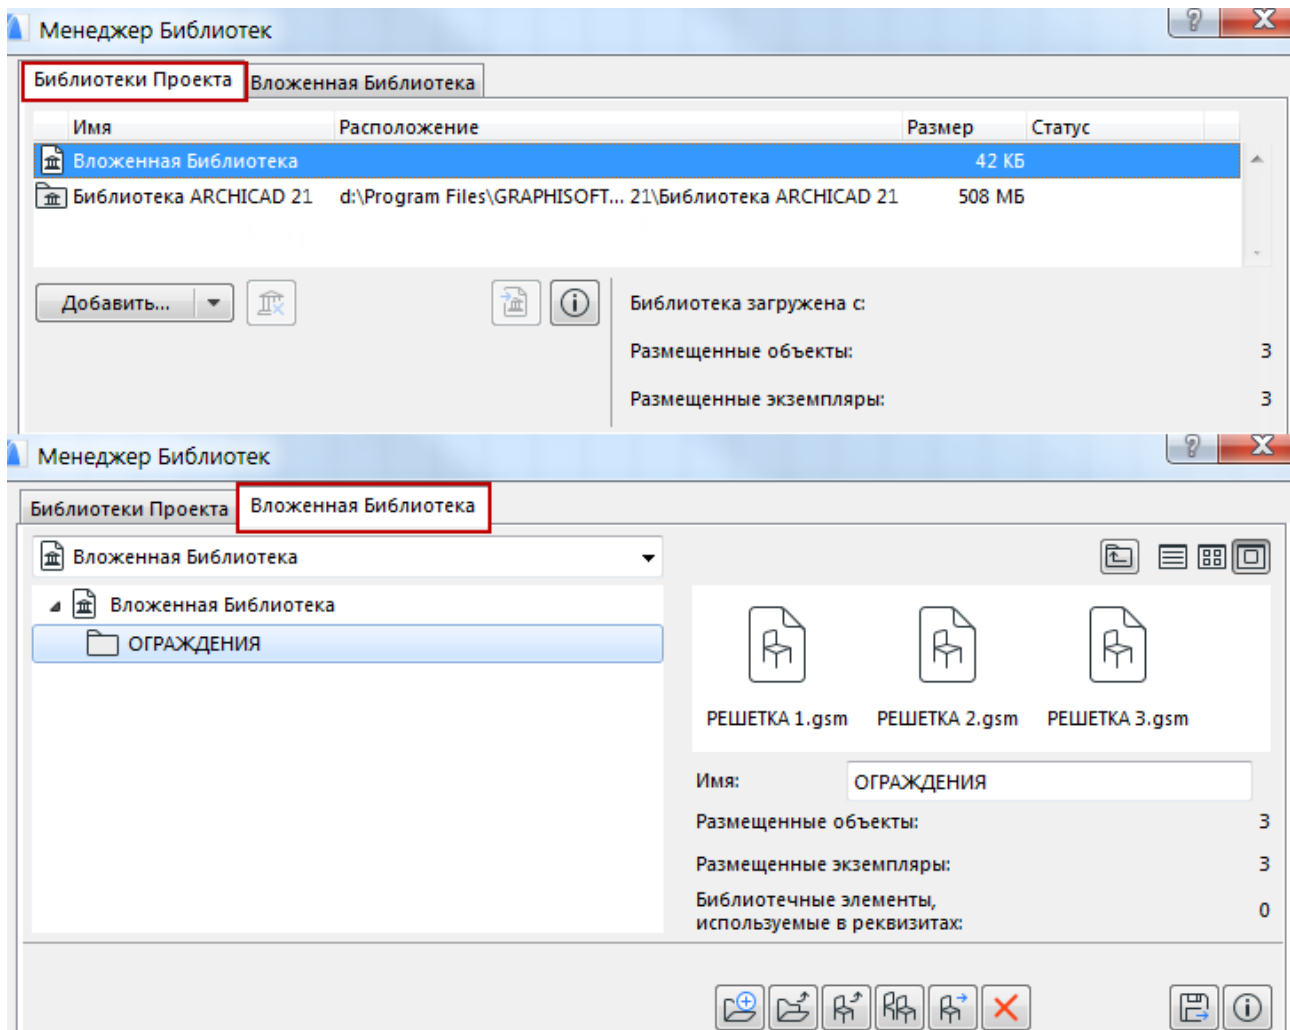 Менеджер Библиотек
Библиотеки Проекта Вложенная Библиотека
Имя Расположение Размер Статус
Вложенная Библиотека 42 КБ
Библиотека ARCHICAD 21 d:\Program Files\GRAPHISOFT... 21\Библиотека ARCHICAD 21 508 МБ
Добавить...
Библиотека загружена с:
Размещенные объекты: 3
Размещенные экземпляры: 3
Менеджер Библиотек
Библиотеки Проекта Вложенная Библиотека
Вложенная Библиотека
Вложенная Библиотека
ОГРАЖДЕНИЯ
РЕШЕТКА 1.gsm РЕШЕТКА 2.gsm РЕШЕТКА 3.gsm
Имя: ОГРАЖДЕНИЯ
Размещенные объекты: 3
Размещенные экземпляры: 3
Библиотечные элементы,
используемые в реквизитах: 0